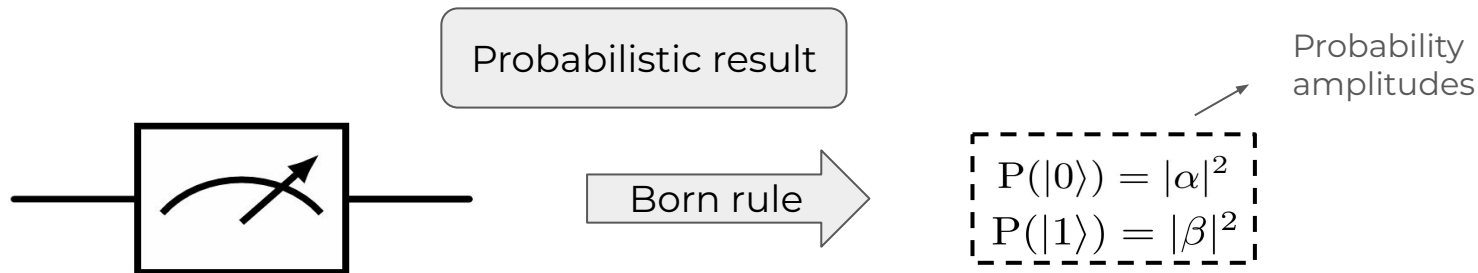 Probabilistic result
Probability
amplitudes
Born rule
P(|0⟩) = |α|²
P(|1⟩) = |β|²